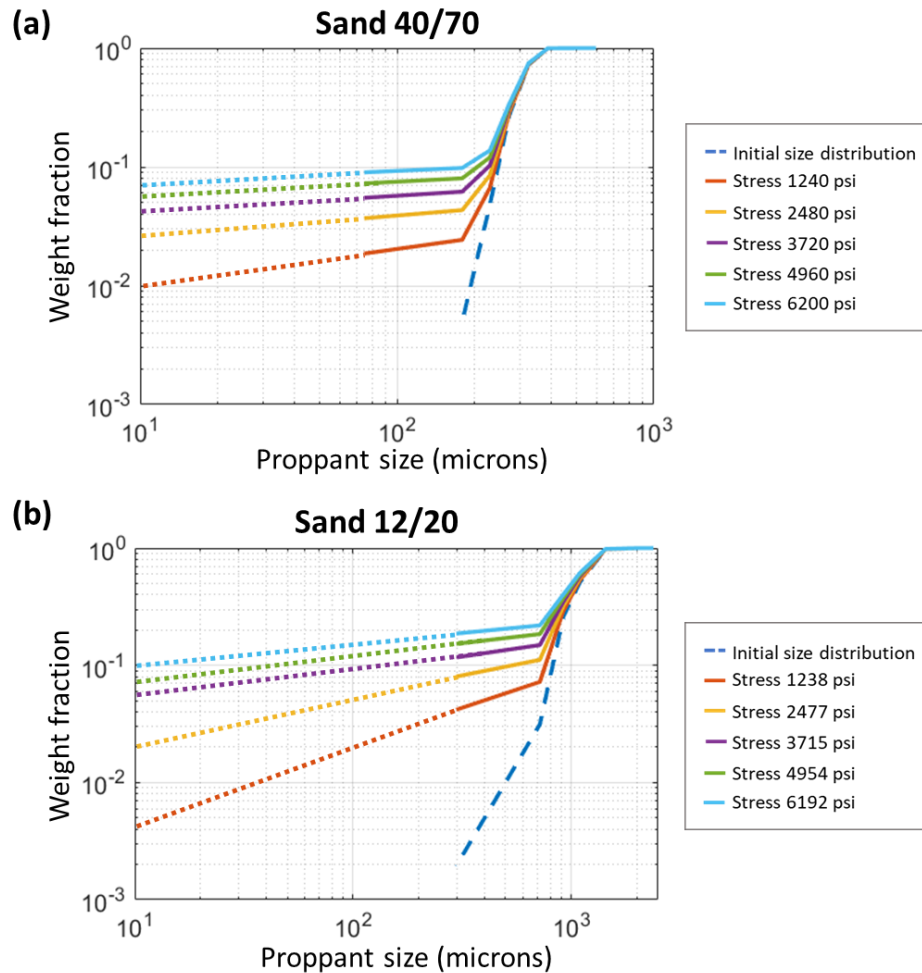 (a)
Sand 40/70
10^0
10^-1
10^-2
10^-3
Weight fraction
10^1
10^2
10^3
Proppant size (microns)
Initial size distribution
Stress 1240 psi
Stress 2480 psi
Stress 3720 psi
Stress 4960 psi
Stress 6200 psi
(b)
Sand 12/20
10^0
10^-1
10^-2
10^-3
Weight fraction
10^1
10^2
10^3
Proppant size (microns)
Initial size distribution
Stress 1238 psi
Stress 2477 psi
Stress 3715 psi
Stress 4954 psi
Stress 6192 psi